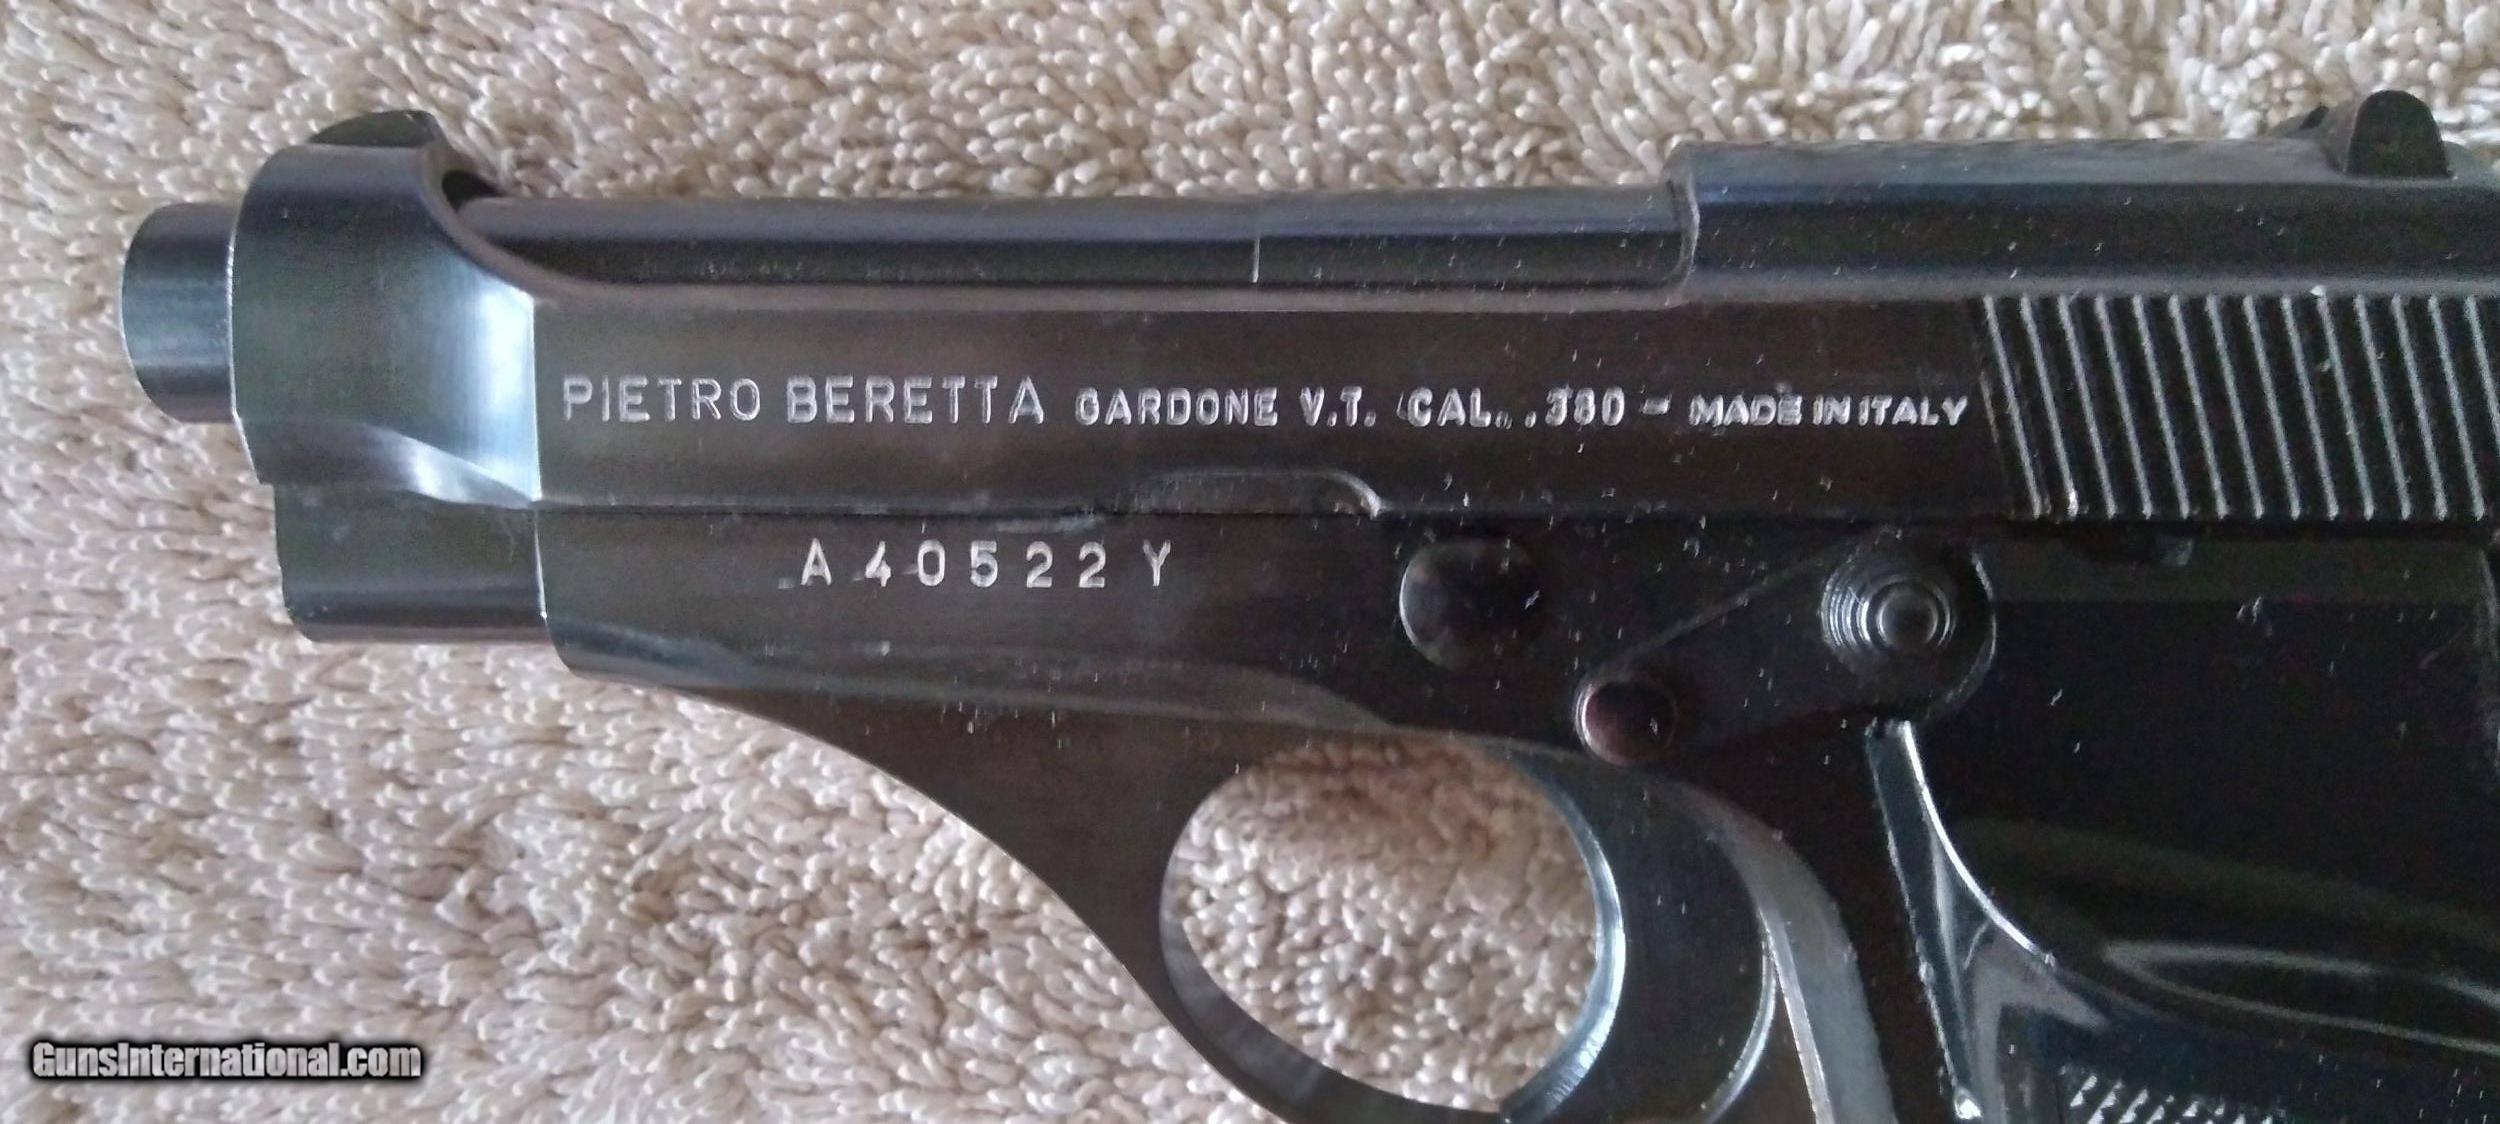 PIETRO BERETTA GARDONE V.T. CAL. .380 - MADE IN ITALY
A 40522 Y
GunsInternational.com